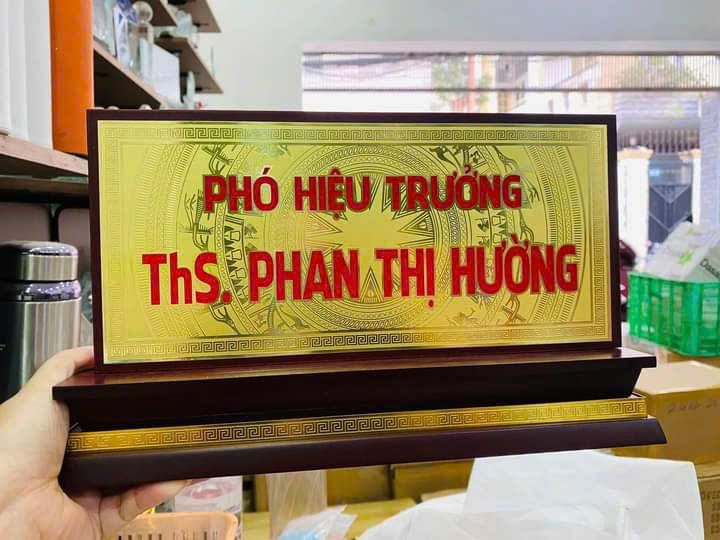 PHÓ HIỆU TRƯỞNG
ThS. PHAN THỊ HƯỜNG